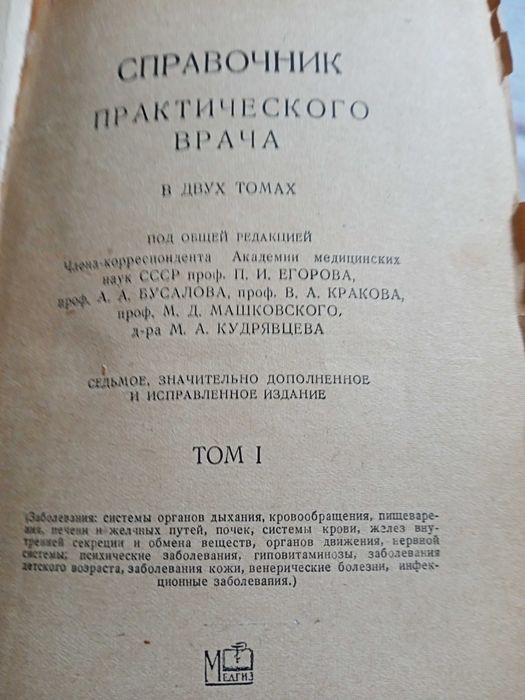 СПРАВОЧНИК
ПРАКТИЧЕСКОГО
ВРАЧА
В ДВУХ ТОМАХ
ПОД ОБЩЕЙ РЕДАКЦИЕЙ
Члена-корреспондента Академии медицинских
наук СССР проф. П. И. ЕГОРОВА,
проф. А. А. БУСАЛОВА, проф. В. А. КРАКОВА,
проф. М. Д. МАШКОВСКОГО,
д-ра М. А. КУДРЯВЦЕВА
СЕДЬМОЕ, ЗНАЧИТЕЛЬНО ДОПОЛНЕННОЕ
И ИСПРАВЛЕННОЕ ИЗДАНИЕ
ТОМ I
(Заболевания: системы органов дыхания, кровообращения, пищеваре-
ния, печени и желчных путей, почек, системы крови, желез вну-
тренней секреции и обмена веществ, органов движения, нервной
системы; психические заболевания, гиповитаминозы, заболевания
детского возраста, заболевания кожи, венерические болезни, инфек-
ционные заболевания.)
МЕДГИЗ